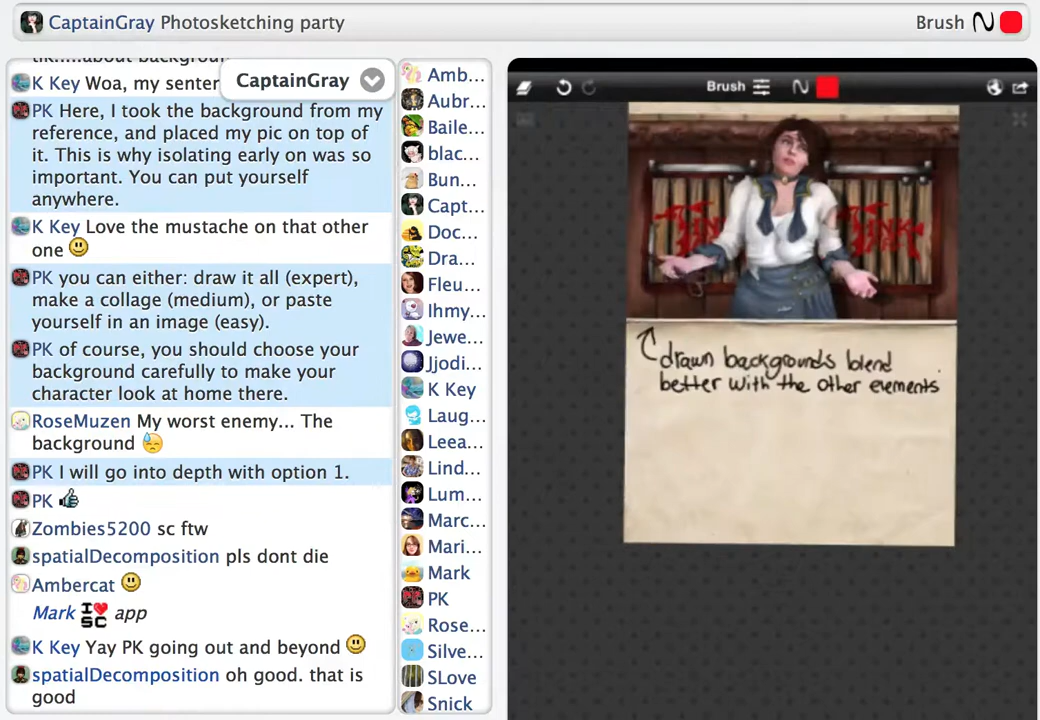 CaptainGray Photosketching party
Brush
K Key Woa, my senter
CaptainGray
PK Here, I took the background from my
reference, and placed my pic on top of
it. This is why isolating early on was so
important. You can put yourself
anywhere.
K Key Love the mustache on that other
one
PK you can either: draw it all (expert),
make a collage (medium), or paste
yourself in an image (easy).
PK of course, you should choose your
background carefully to make your
character look at home there.
RoseMuzen My worst enemy... The
background
PK I will go into depth with option 1.
PK
Zombies5200 sc ftw
spatialDecomposition pls dont die
Ambercat
Mark I SC app
K Key Yay PK going out and beyond
spatialDecomposition oh good. that is
good
Amb...
Aubr...
Baile...
blac...
Bun...
Capt...
Doc...
Dra...
Fleu...
Ihmy...
Jewe...
Jjodi...
K Key
Laug...
Leea...
Lind...
Lum...
Marc...
Mari...
Mark
PK
Rose...
Silve...
SLove
Snick
Brush
drawn backgrounds blend
better with the other elements